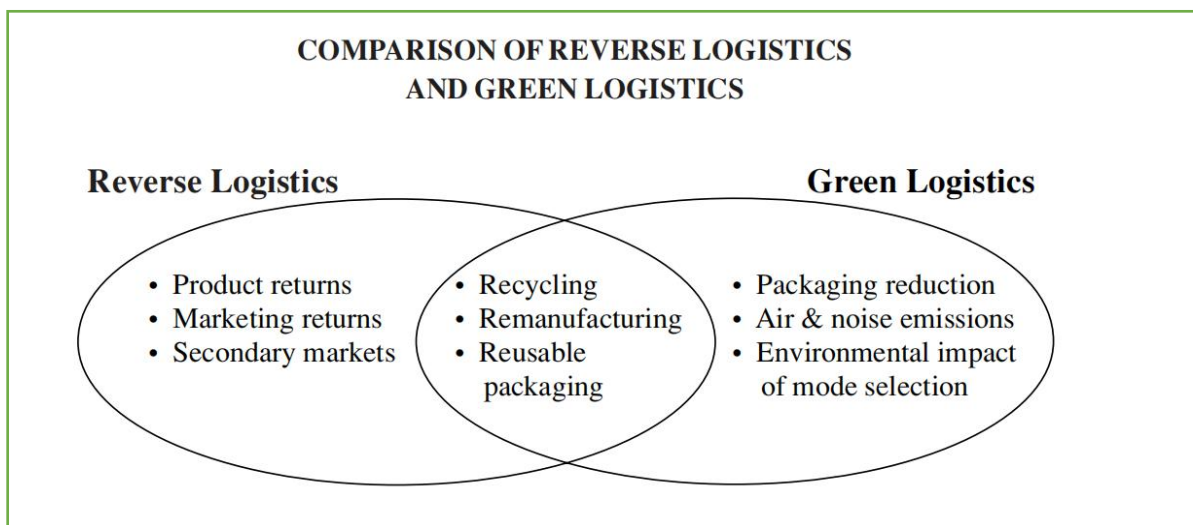 COMPARISON OF REVERSE LOGISTICS
AND GREEN LOGISTICS
Reverse Logistics
Green Logistics
• Product returns
• Marketing returns
• Secondary markets
• Recycling
• Remanufacturing
• Reusable
packaging
• Packaging reduction
• Air & noise emissions
• Environmental impact
of mode selection